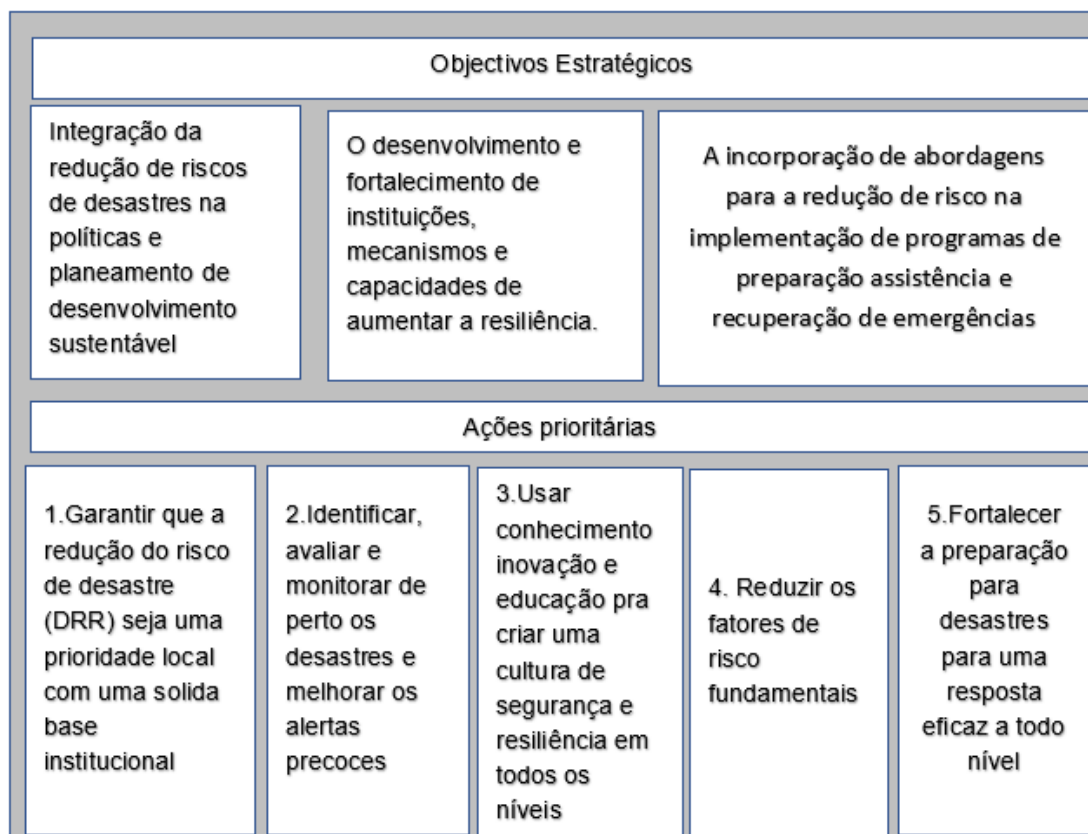 Objectivos Estratégicos
Integração da
redução de riscos
de desastres na
políticas e
planeamento de
desenvolvimento
sustentável
O desenvolvimento e
fortalecimento de
instituições,
mecanismos e
capacidades de
aumentar a resiliência.
A incorporação de abordagens
para a redução de risco na
implementação de programas de
preparação assistência e
recuperação de emergências
Ações prioritárias
1.Garantir que a
redução do risco
de desastre
(DRR) seja uma
prioridade local
com uma solida
base
institucional
2.Identificar,
avaliar e
monitorar de
perto os
desastres e
melhorar os
alertas
precoces
3.Usar
conhecimento
inovação e
educação pra
criar uma
cultura de
segurança e
resiliência em
todos os
níveis
4. Reduzir os
fatores de
risco
fundamentais
5.Fortalecer
a preparação
para
desastres
para uma
resposta
eficaz a todo
nível